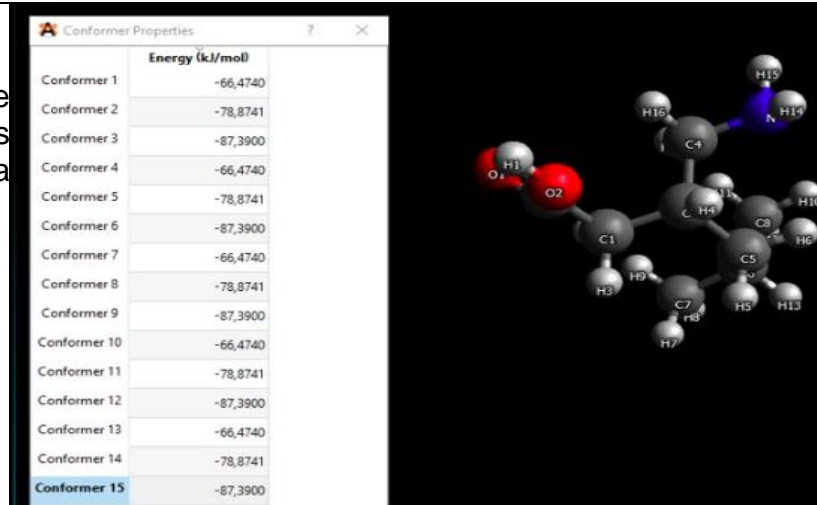 e
s
a
Conformer Properties ? ×
Energy (kJ/mol)
Conformer 1 -66,4740
Conformer 2 -78,8741
Conformer 3 -87,3900
Conformer 4 -66,4740
Conformer 5 -78,8741
Conformer 6 -87,3900
Conformer 7 -66,4740
Conformer 8 -78,8741
Conformer 9 -87,3900
Conformer 10 -66,4740
Conformer 11 -78,8741
Conformer 12 -87,3900
Conformer 13 -66,4740
Conformer 14 -78,8741
Conformer 15 -87,3900
H15
H16
N
H14
C4
H1
O2
H4
C8
H6
C1
C5
H3
H9
C7
H5
H13
H8
H7